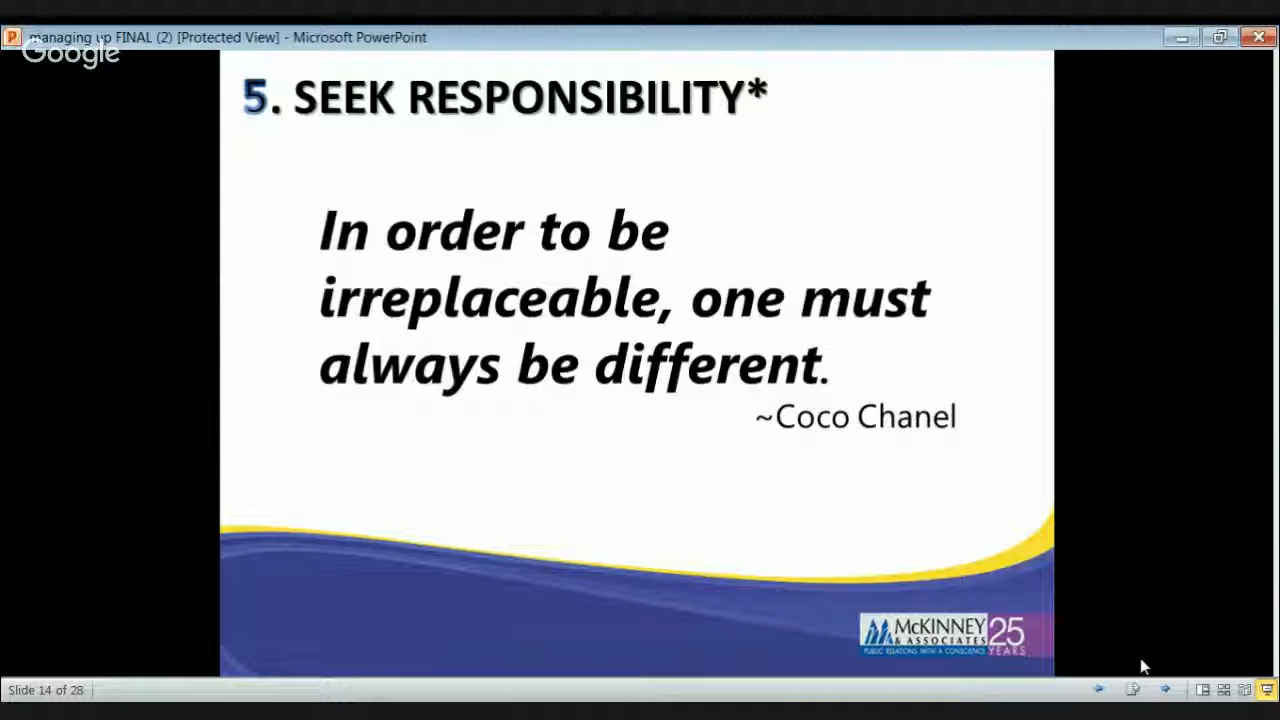 managing up FINAL (2) [Protected View] - Microsoft PowerPoint
Google
5. SEEK RESPONSIBILITY*
In order to be
irreplaceable, one must
always be different.
~Coco Chanel
McKINNEY
& ASSOCIATES
PUBLIC RELATIONS WITH A CONSCIENCE
25
YEARS
Slide 14 of 28